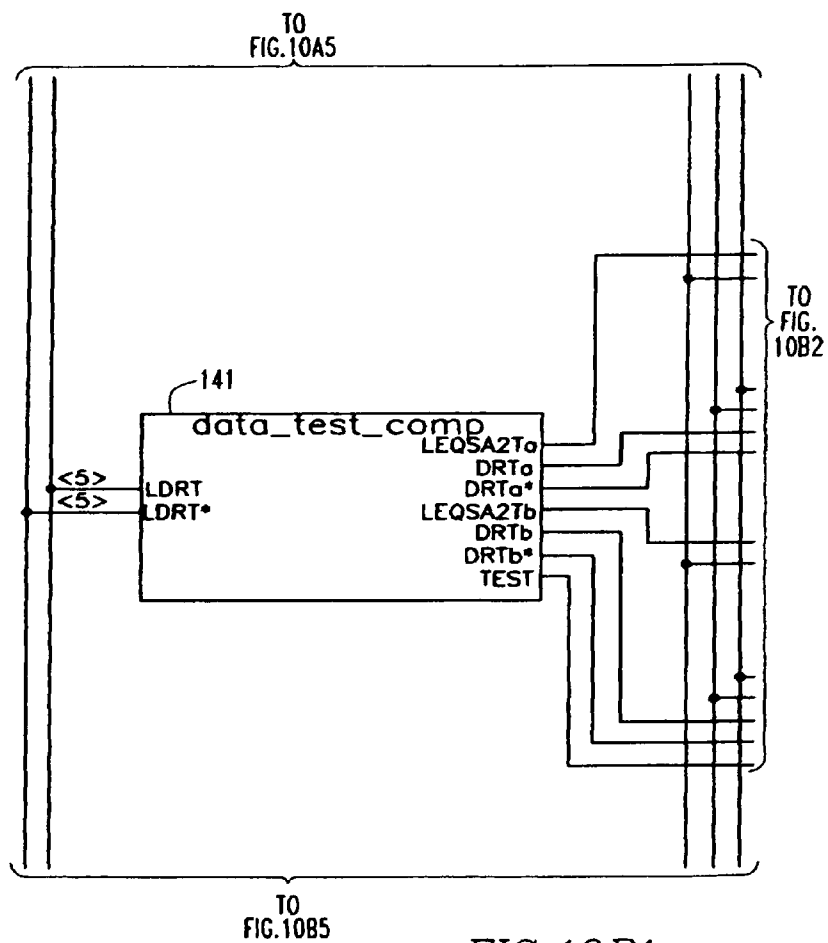 TO
FIG.10A5
TO
FIG.
10B2
141
data_test_comp
LEQSA2Ta
DRTa
<5>
LDRT
DRTa*
<5>
LDRT*
LEQSA2Tb
DRTb
DRTb*
TEST
TO
FIG.10B5